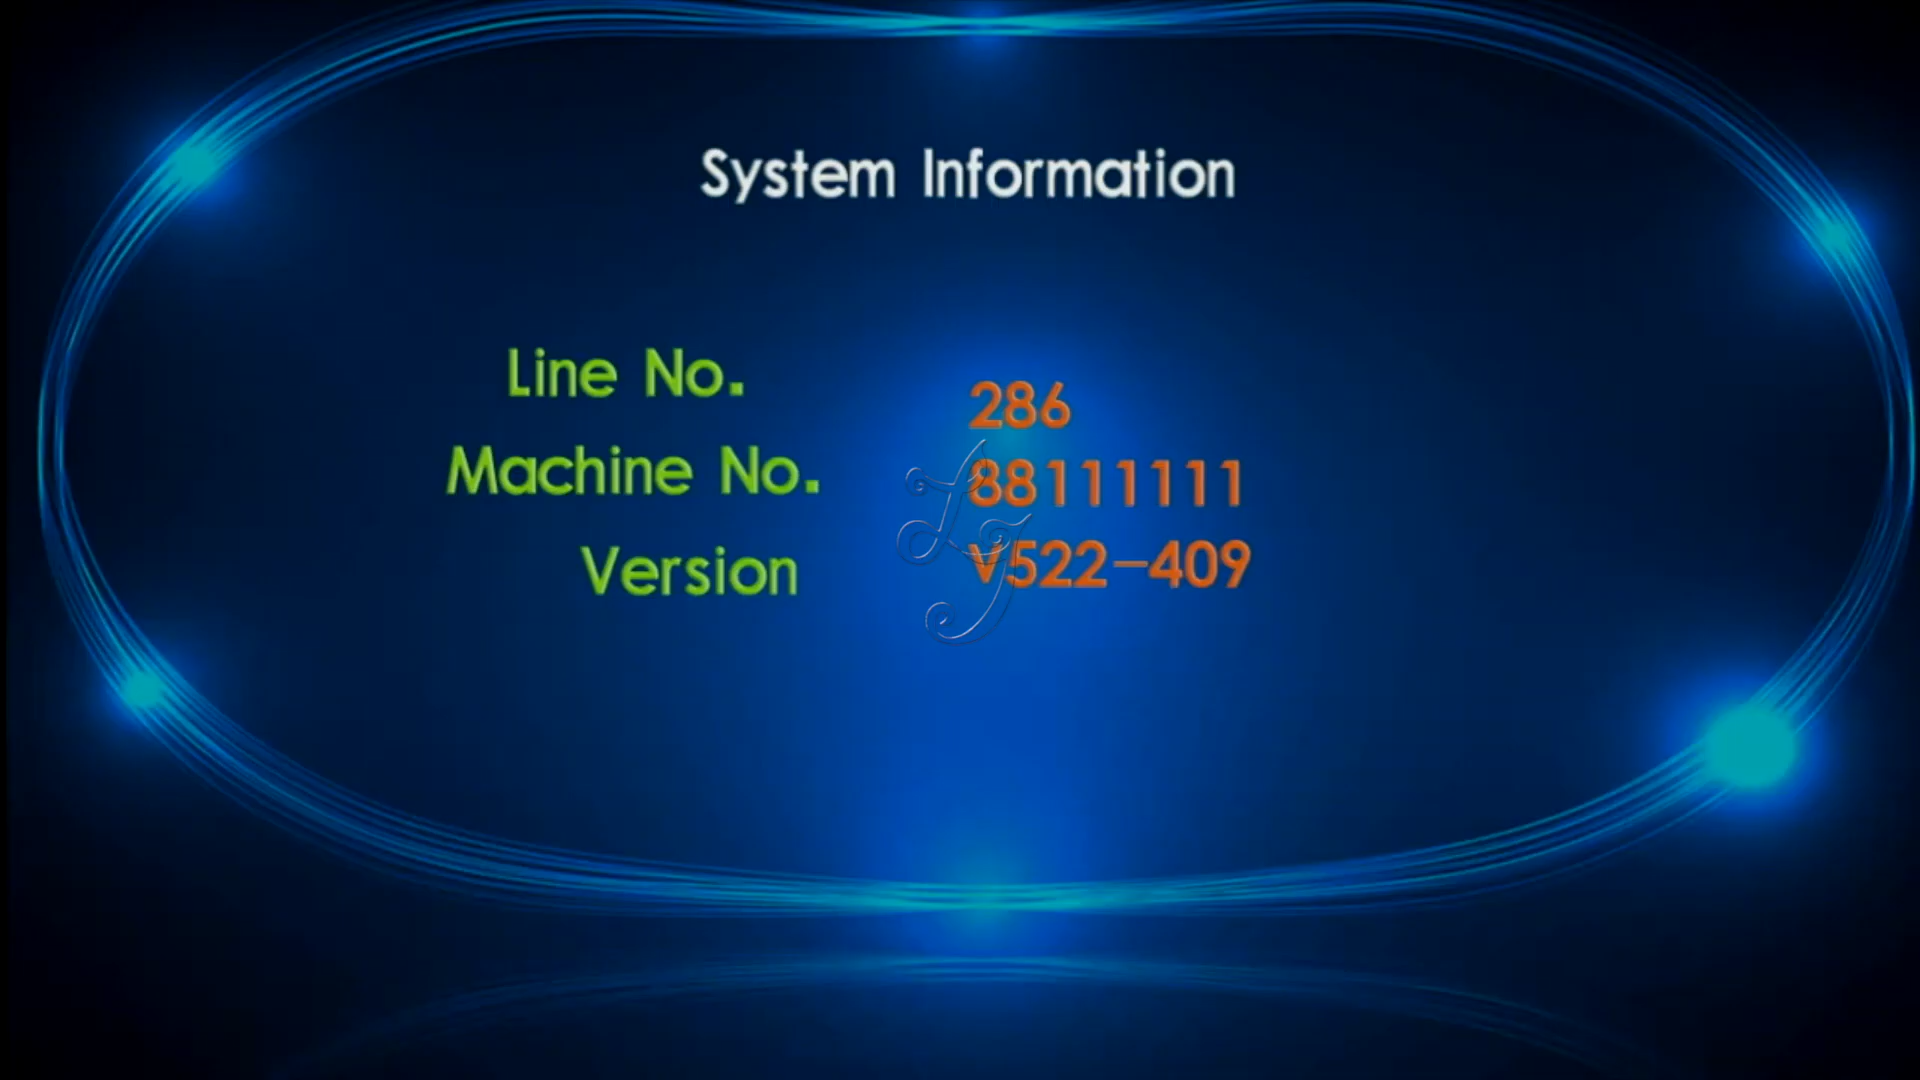 System Information
Line No. 286
Machine No. 88111111
Version V522-409